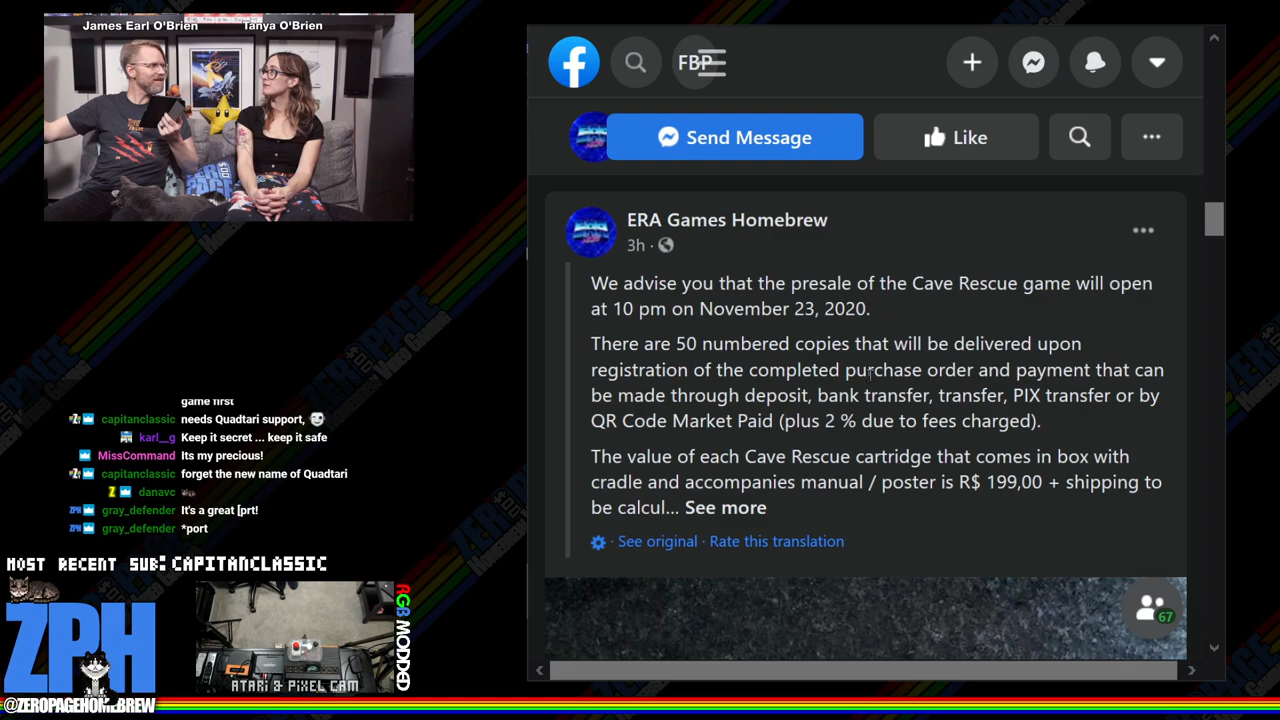 James Earl O'Brien
Tanya O'Brien
FBP
Send Message
Like
ERA Games Homebrew
3h ·
We advise you that the presale of the Cave Rescue game will open
at 10 pm on November 23, 2020.
There are 50 numbered copies that will be delivered upon
registration of the completed purchase order and payment that can
be made through deposit, bank transfer, transfer, PIX transfer or by
QR Code Market Paid (plus 2 % due to fees charged).
The value of each Cave Rescue cartridge that comes in box with
cradle and accompanies manual / poster is R$ 199,00 + shipping to
be calcul... See more
· See original · Rate this translation
67
game first
capitanclassic needs Quadtari support,
karl__g Keep it secret ... keep it safe
MissCommand Its my precious!
capitanclassic forget the new name of Quadtari
danavc
gray_defender It's a great [prt!
gray_defender *port
MOST RECENT SUB: CAPITANCLASSIC
ZPH
RGB MODDED
ATARI & PIXEL CAM
@ZEROPAGEHOMEBREW